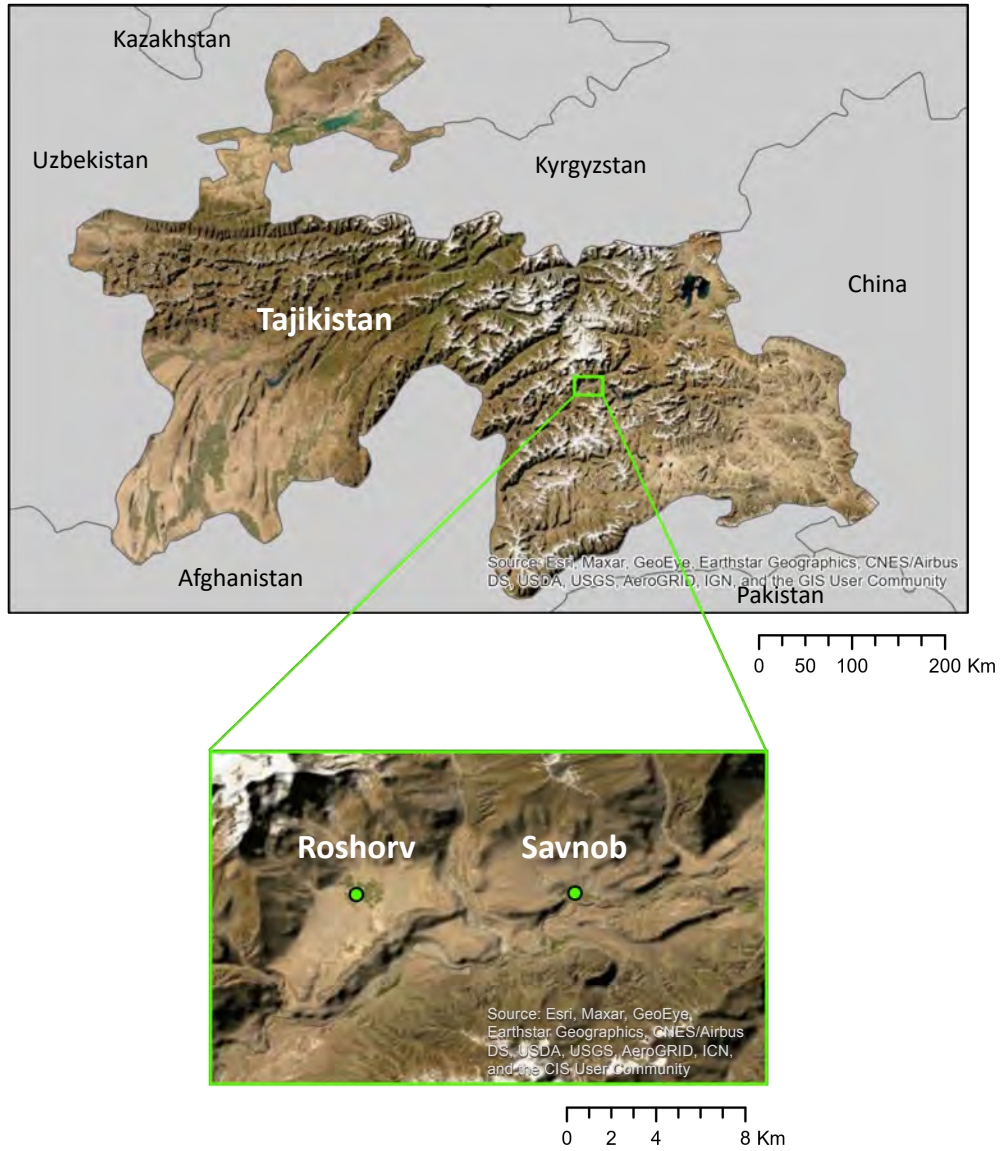 Kazakhstan
Uzbekistan
Kyrgyzstan
China
Tajikistan
Afghanistan
Source: Esri, Maxar, GeoEye, Earthstar Geographics, CNES/Airbus
DS, USDA, USGS, AeroGRID, IGN, and the GIS User Community
Pakistan
0 50 100 200 Km
Roshorv
Savnob
Source: Esri, Maxar, GeoEye,
Earthstar Geographics, CNES/Airbus
DS, USDA, USGS, AeroGRID, ICN,
and the CIS User Community
0 2 4 8 Km